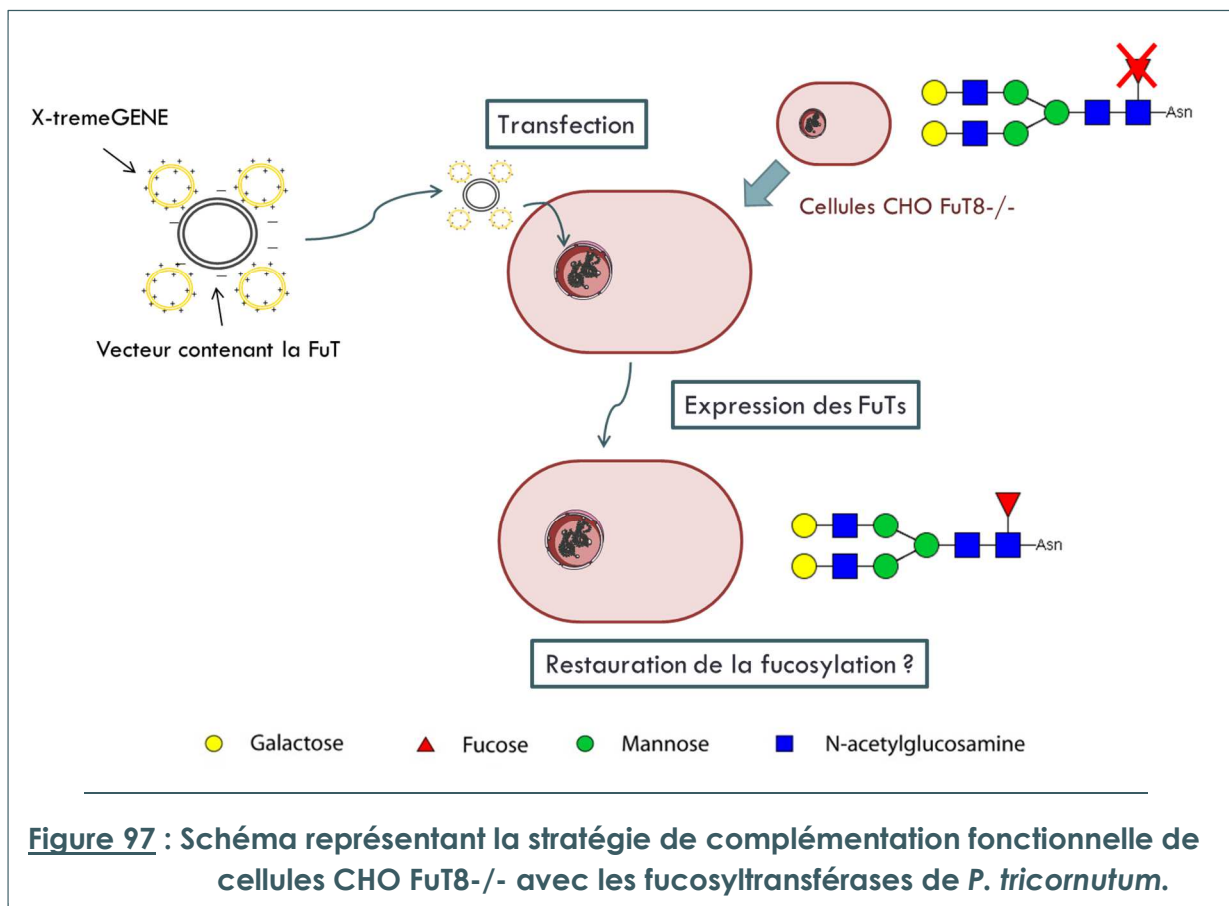 X-tremeGENE
Transfection
Asn
Cellules CHO FuT8-/-
Vecteur contenant la FuT
Expression des FuTs
Asn
Restauration de la fucosylation ?
Galactose
Fucose
Mannose
N-acetylglucosamine
Figure 97 : Schéma représentant la stratégie de complémentation fonctionnelle de
cellules CHO FuT8-/- avec les fucosyltransférases de P. tricornutum.